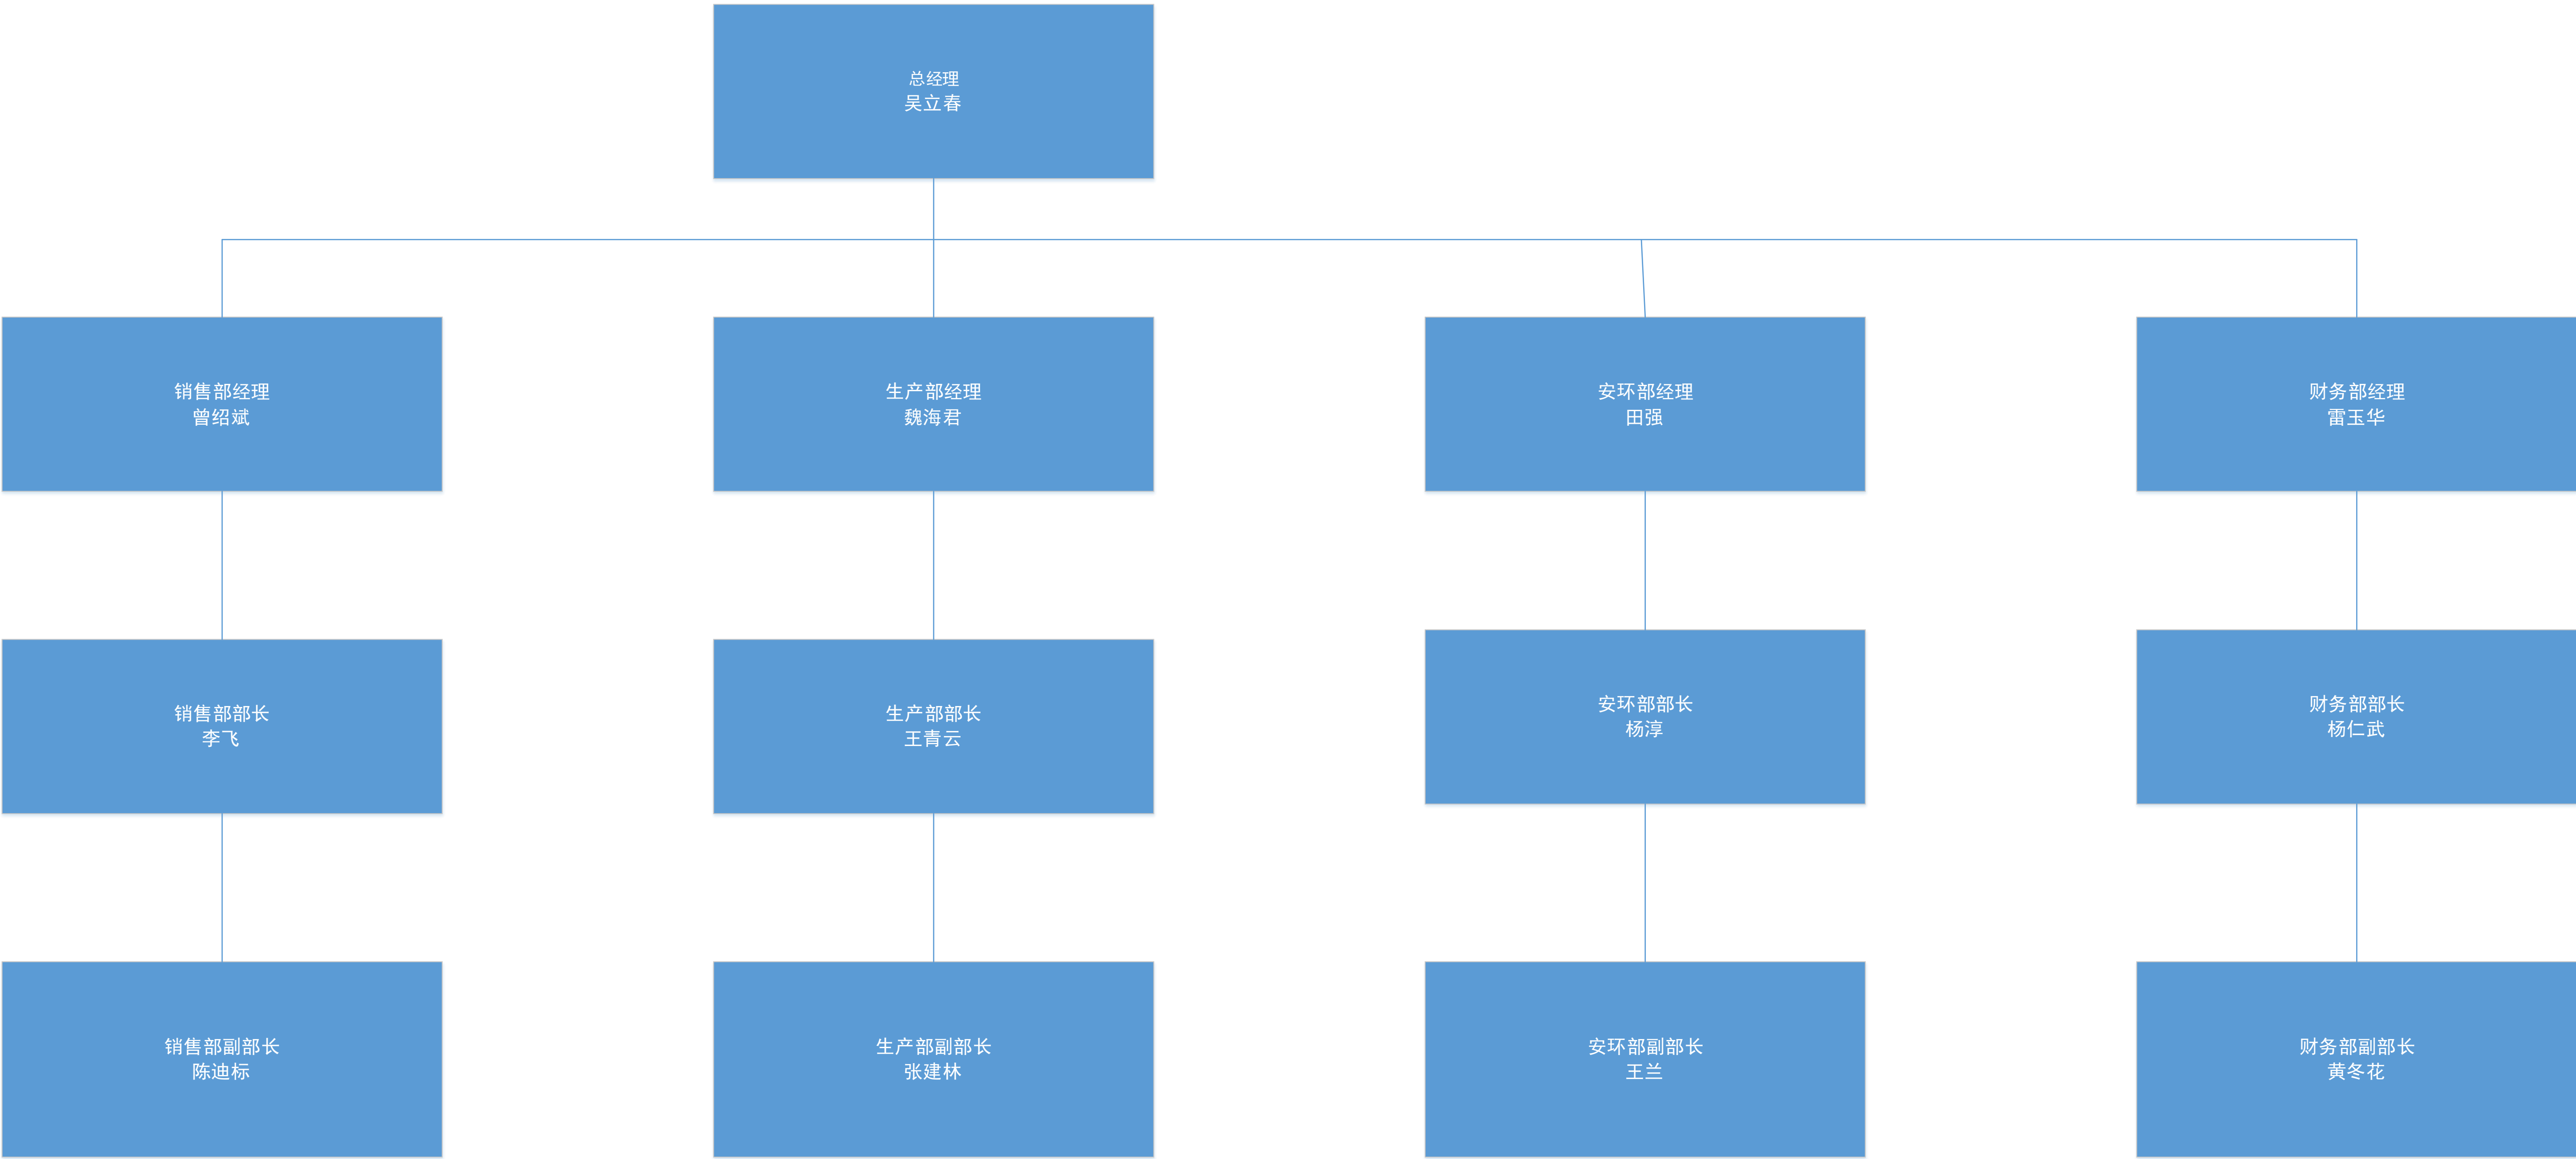 总经理
吴立春
销售部经理
曾绍斌
生产部经理
魏海君
安环部经理
田强
财务部经理
雷玉华
销售部部长
李飞
生产部部长
王青云
安环部部长
杨淳
财务部部长
杨仁武
销售部副部长
陈迪标
生产部副部长
张建林
安环部副部长
王兰
财务部副部长
黄冬花